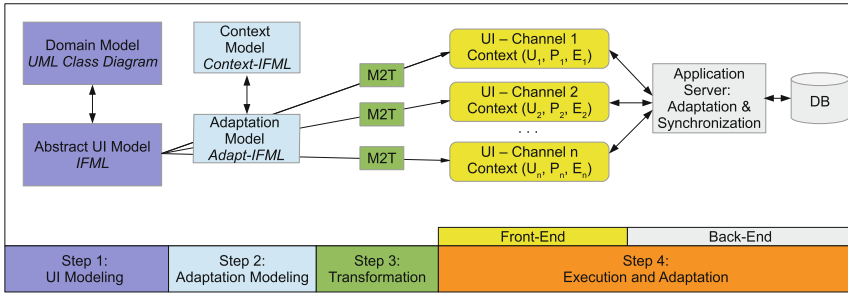 Domain Model
UML Class Diagram
Abstract UI Model
IFML
Context
Model
Context-IFML
Adaptation
Model
Adapt-IFML
M2T
M2T
M2T
UI – Channel 1
Context (U1, P1, E1)
UI – Channel 2
Context (U2, P2, E2)
. . .
UI – Channel n
Context (Un, Pn, En)
Application
Server:
Adaptation &
Synchronization
DB
Front-End
Back-End
Step 1:
UI Modeling
Step 2:
Adaptation Modeling
Step 3:
Transformation
Step 4:
Execution and Adaptation